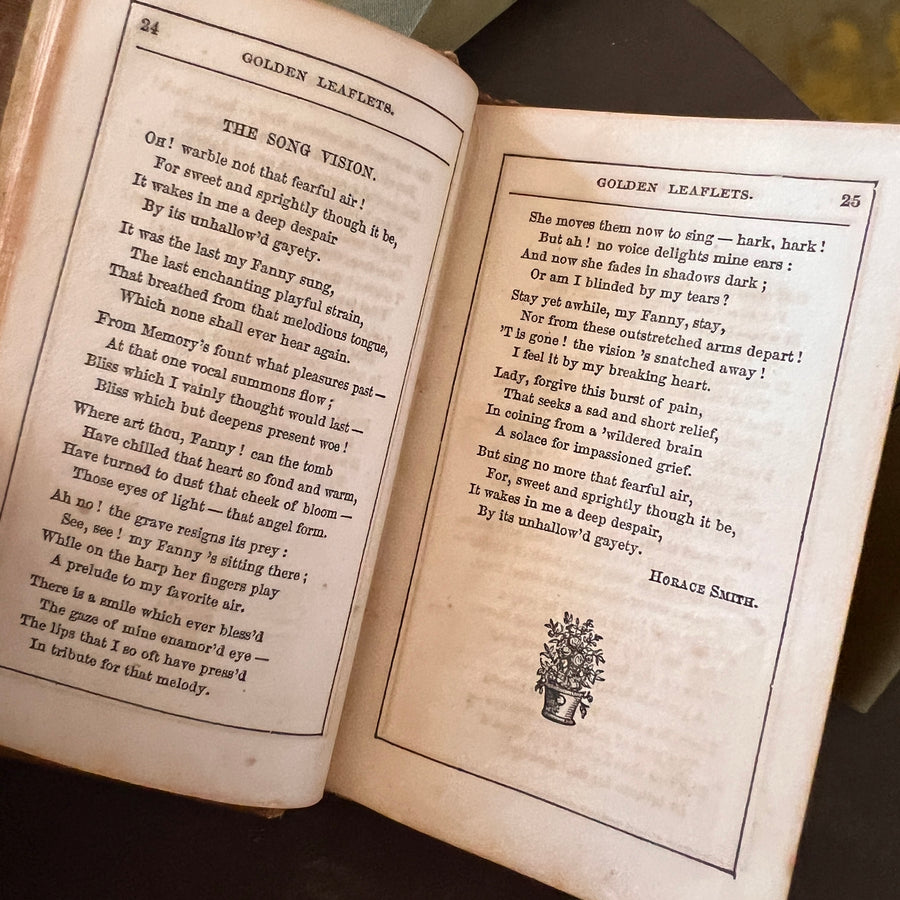 24
GOLDEN LEAFLETS.
THE SONG VISION.
Oh! warble not that fearful air!
For sweet and sprightly though it be,
It wakes in me a deep despair
By its unhallow'd gayety.
It was the last my Fanny sung,
The last enchanting playful strain,
That breathed from that melodious tongue,
Which none shall ever hear again.
From Memory's fount what pleasures past—
At that one vocal summons flow;
Bliss which I vainly thought would last—
Bliss which but deepens present woe!
Where art thou, Fanny! can the tomb
Have chilled that heart so fond and warm,
Have turned to dust that cheek of bloom—
Those eyes of light—that angel form.
Ah no! the grave resigns its prey:
See, see! my Fanny 's sitting there;
While on the harp her fingers play
A prelude to my favorite air.
There is a smile which ever bless'd
The gaze of mine enamor'd eye—
The lips that I so oft have press'd
In tribute for that melody.
GOLDEN LEAFLETS.
25
She moves them now to sing—hark, hark!
But ah! no voice delights mine ears:
And now she fades in shadows dark;
Or am I blinded by my tears?
Stay yet awhile, my Fanny, stay,
Nor from these outstretched arms depart!
'T is gone! the vision 's snatched away!
I feel it by my breaking heart.
Lady, forgive this burst of pain,
That seeks a sad and short relief,
In coining from a 'wildered brain
A solace for impassioned grief.
But sing no more that fearful air,
For, sweet and sprightly though it be,
It wakes in me a deep despair,
By its unhallow'd gayety.
Horace Smith.